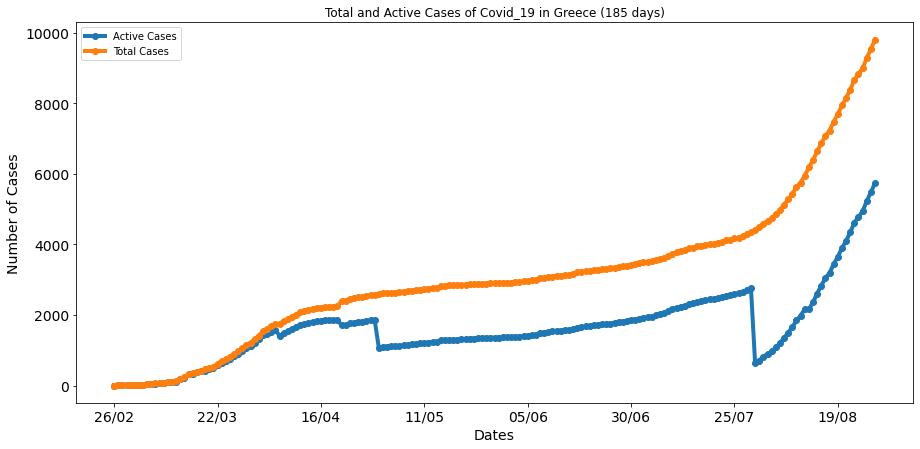 Total and Active Cases of Covid_19 in Greece (185 days)
Active Cases
Total Cases
Number of Cases
10000
8000
6000
4000
2000
0
26/02 22/03 16/04 11/05 05/06 30/06 25/07 19/08
Dates